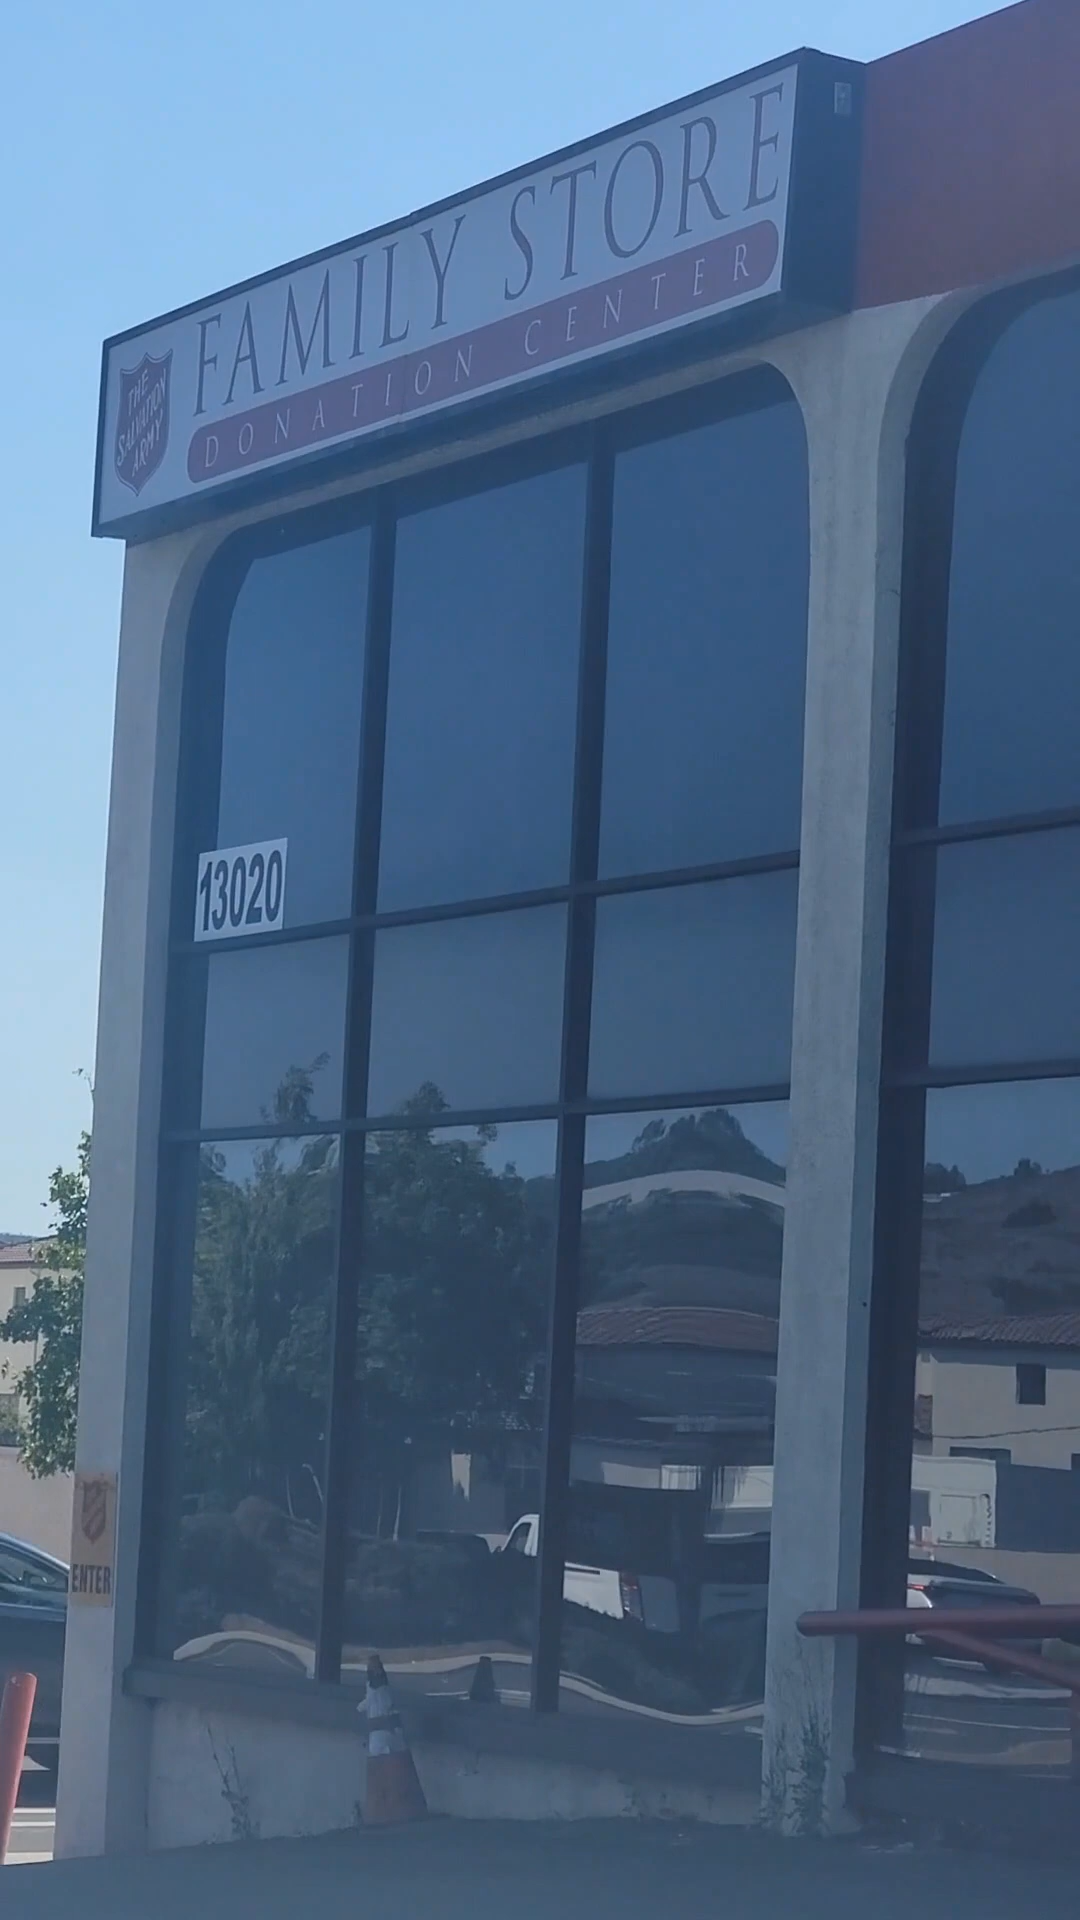 FAMILY STORE
DONATION CENTER
THE
SALVATION
ARMY
13020
ENTER